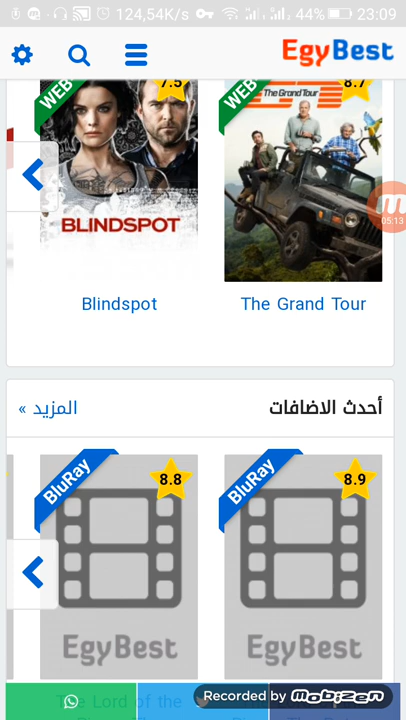 124,54K/s 44% 23:09
EgyBest
WEB 7.5
WEB 8.7
The Grand Tour
BLINDSPOT
05:13
Blindspot
The Grand Tour
أحدث الاضافات
المزيد »
BluRay 8.8
BluRay 8.9
EgyBest
EgyBest
The Lord of the
Recorded by MOBIZEN